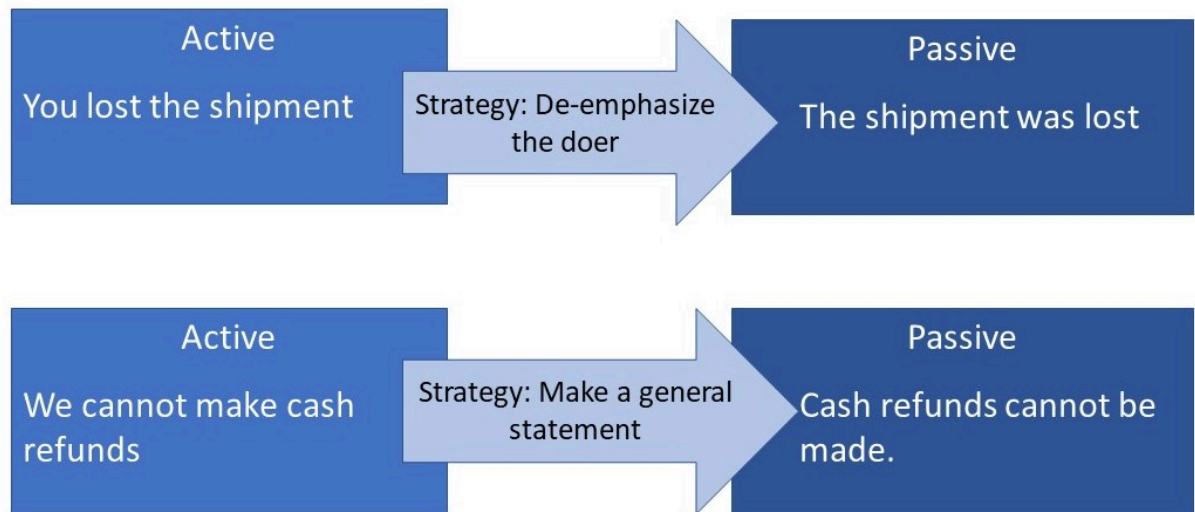 Active
You lost the shipment
Strategy: De-emphasize
the doer
Passive
The shipment was lost
Active
We cannot make cash
refunds
Strategy: Make a general
statement
Passive
Cash refunds cannot be
made.